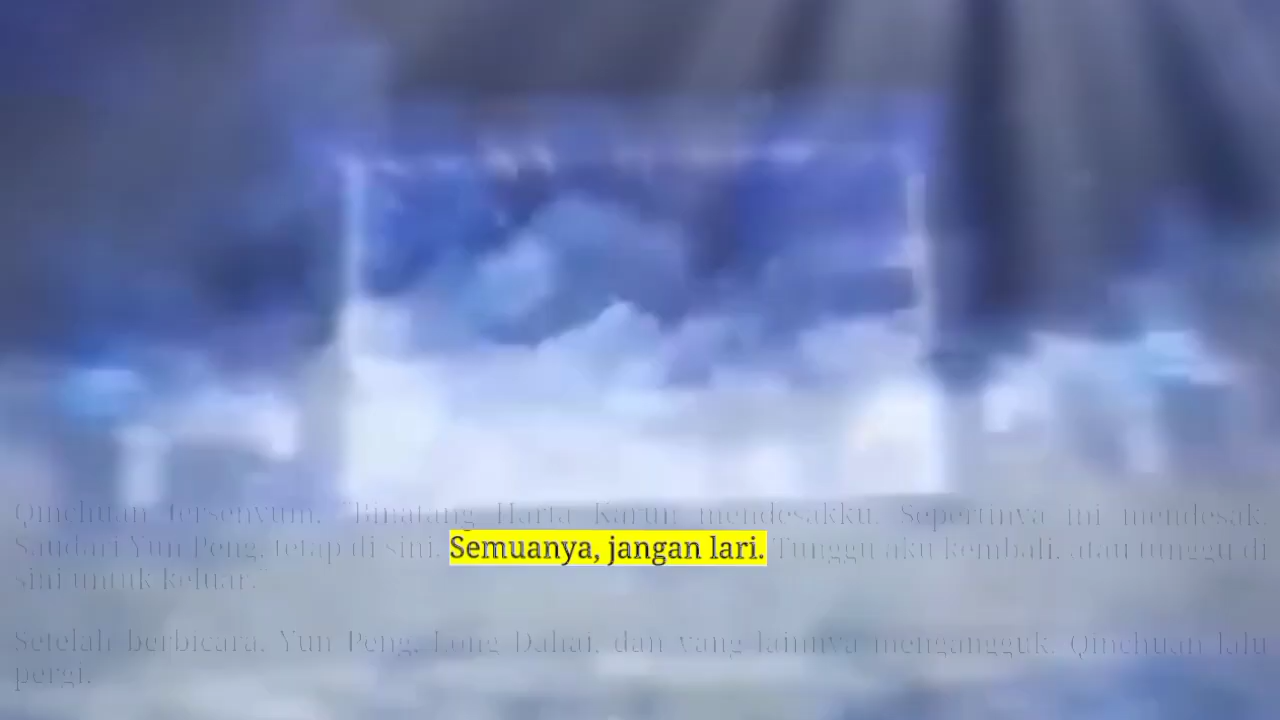 Qinchuan tersenyum. "Binatang Harta Karun mendesakku. Sepertinya ini mendesak.
Saudari Yun Peng, tetap di sini. Semuanya, jangan lari. Tunggu aku kembali, atau tunggu di
sini untuk keluar."
Setelah berbicara, Yun Peng, Long Dahai, dan yang lainnya mengangguk. Qinchuan lalu
pergi.